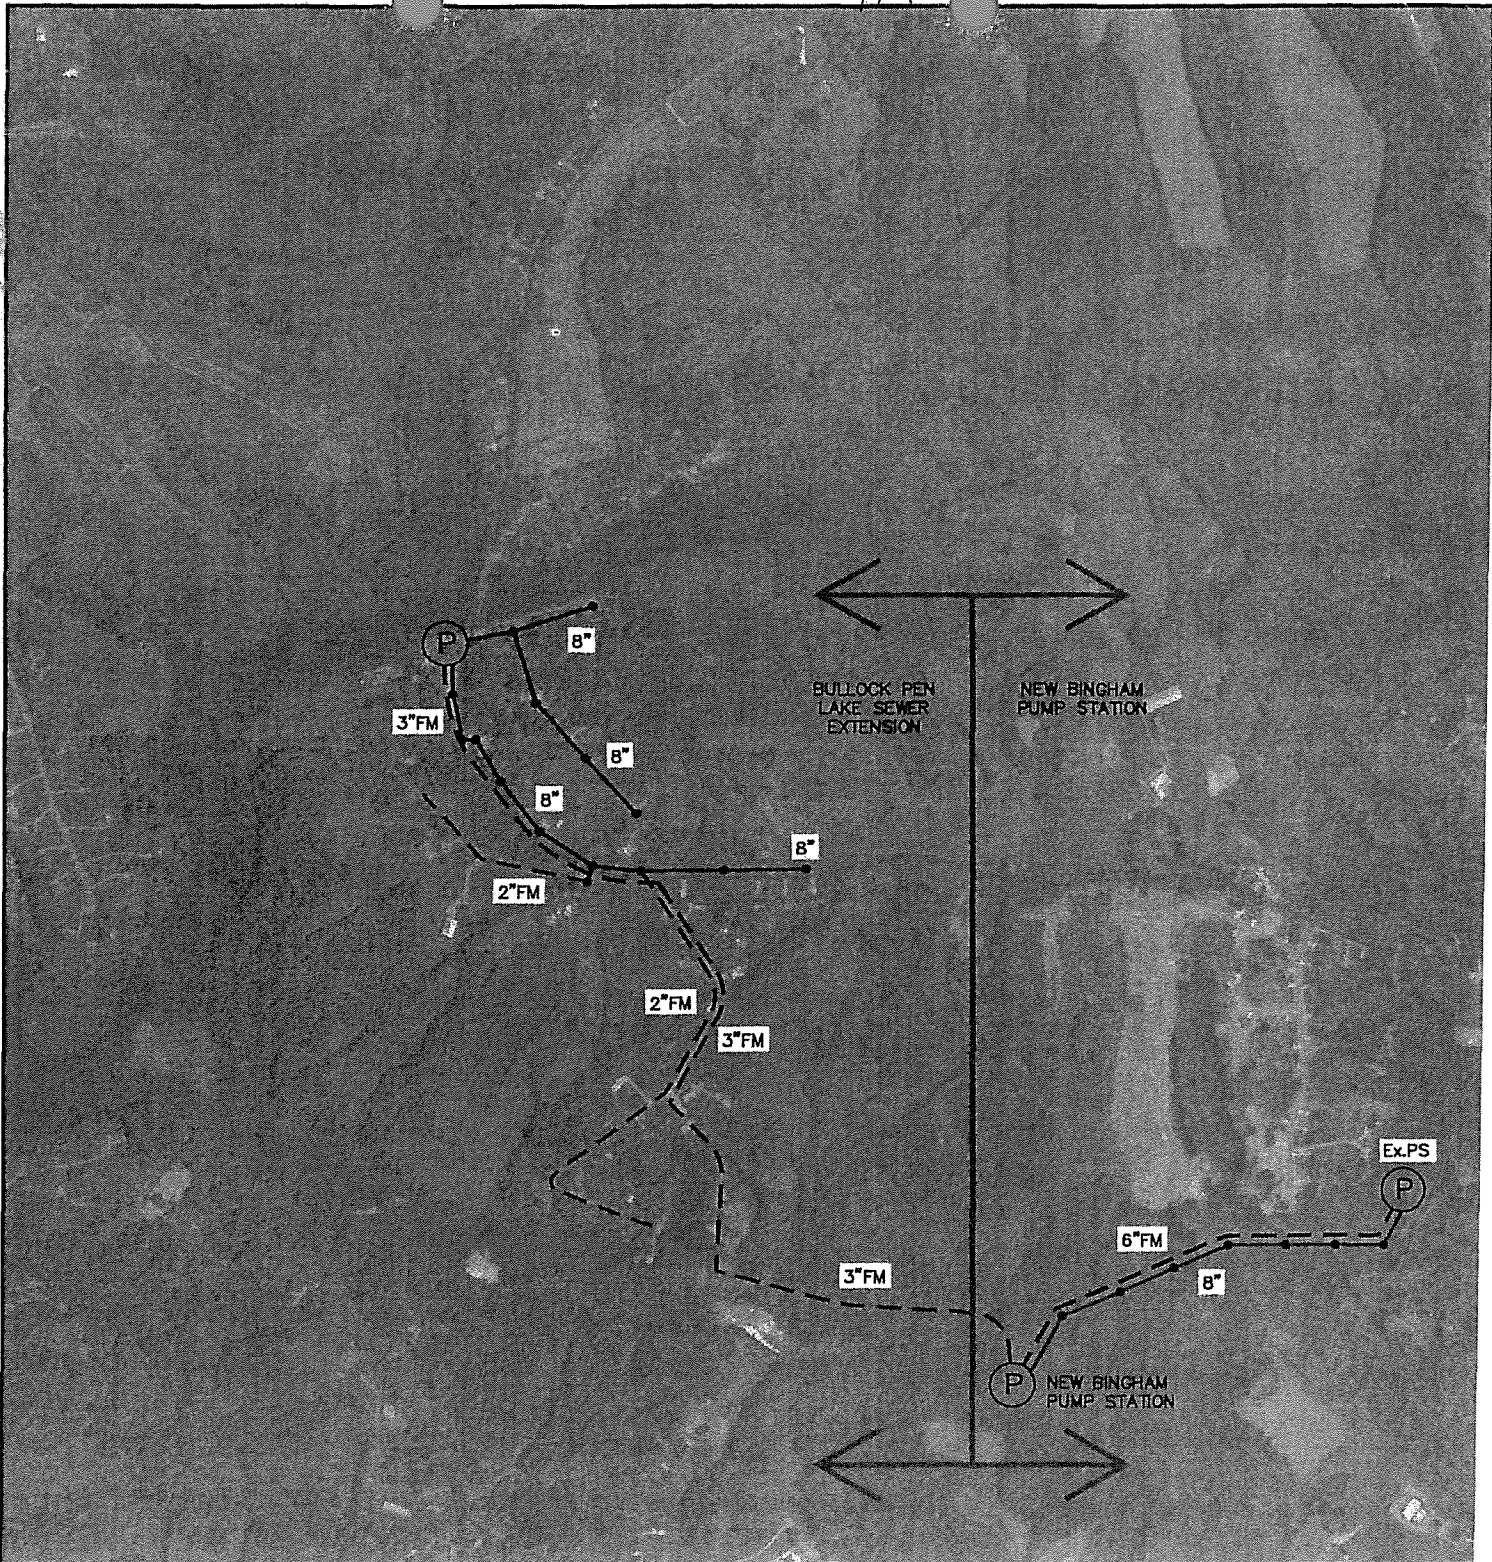 P
8"
BULLOCK PEN
LAKE SEWER
EXTENSION
NEW BINGHAM
PUMP STATION
3"FM
8"
8"
8"
2"FM
2"FM
3"FM
Ex.PS
P
6"FM
3"FM
8"
P
NEW BINGHAM
PUMP STATION